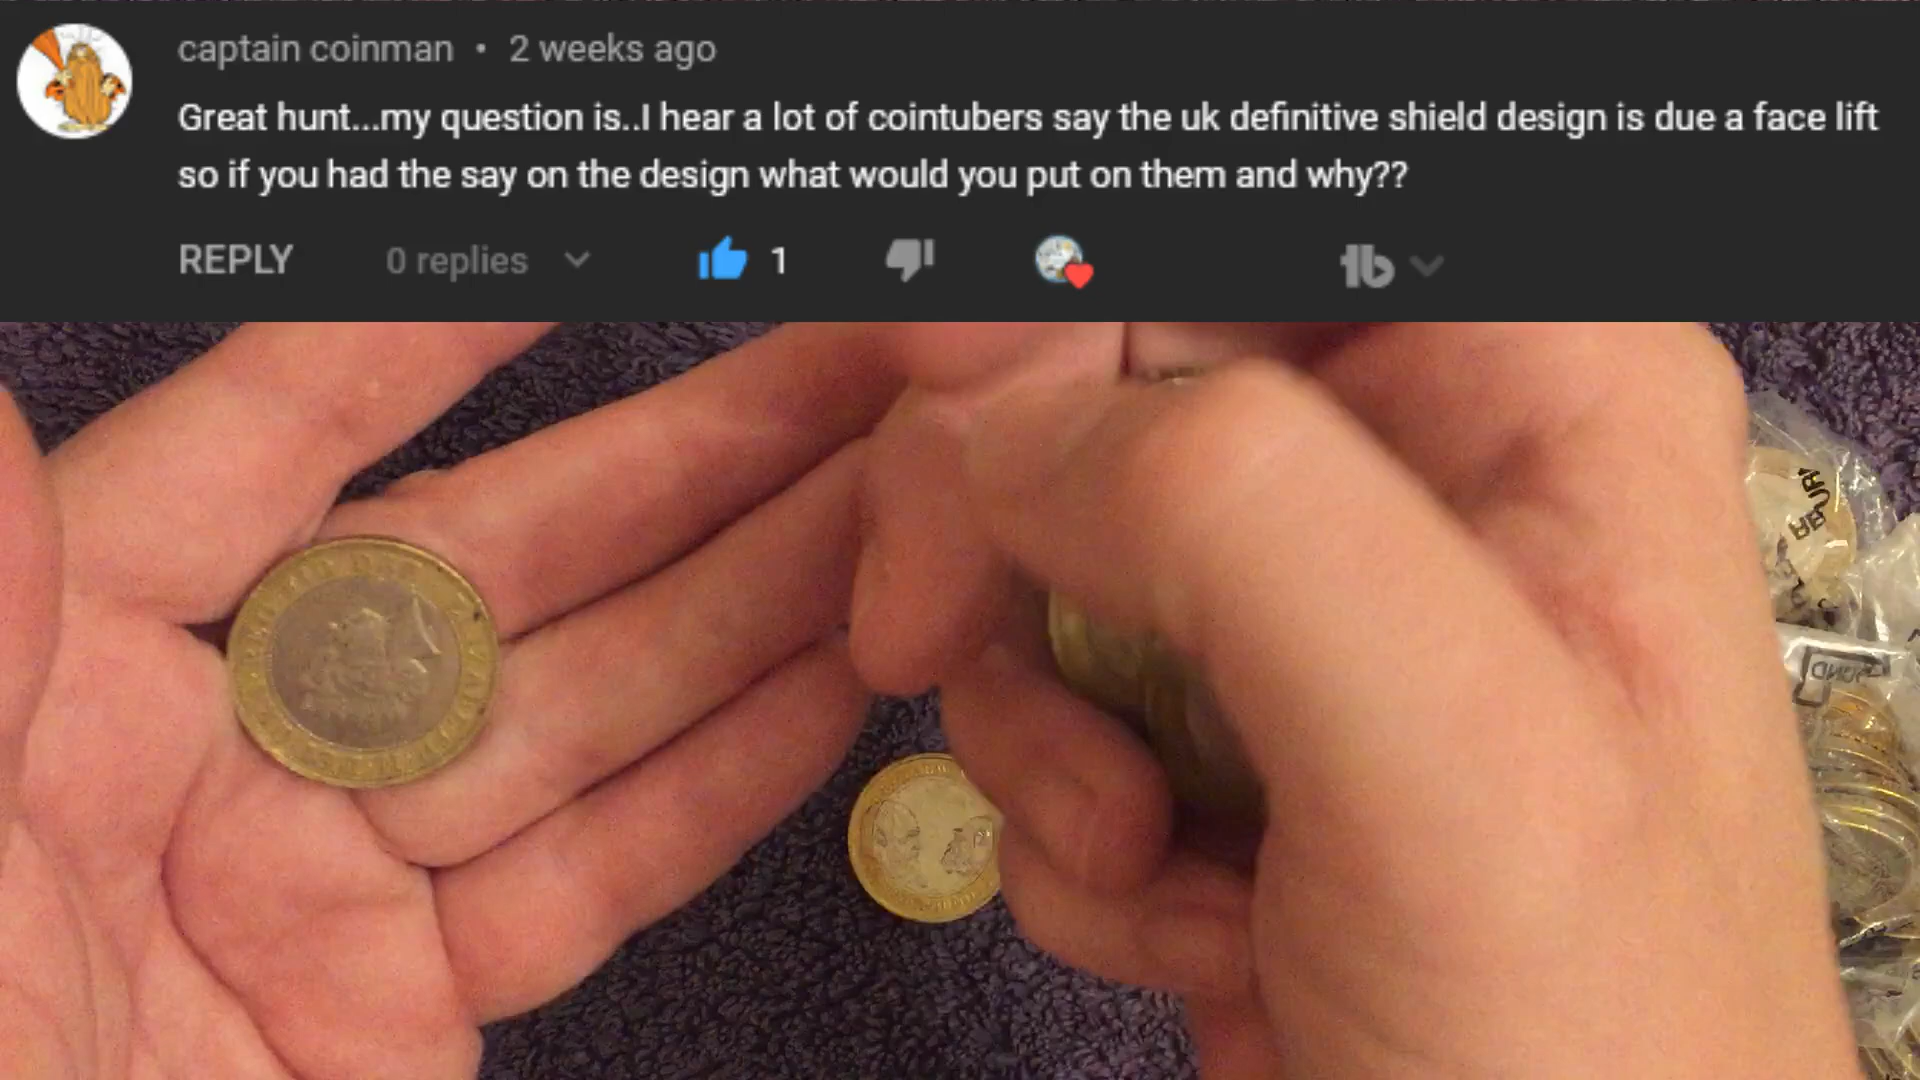 captain coinman • 2 weeks ago
Great hunt...my question is..I hear a lot of cointubers say the uk definitive shield design is due a face lift
so if you had the say on the design what would you put on them and why??
REPLY 0 replies 1